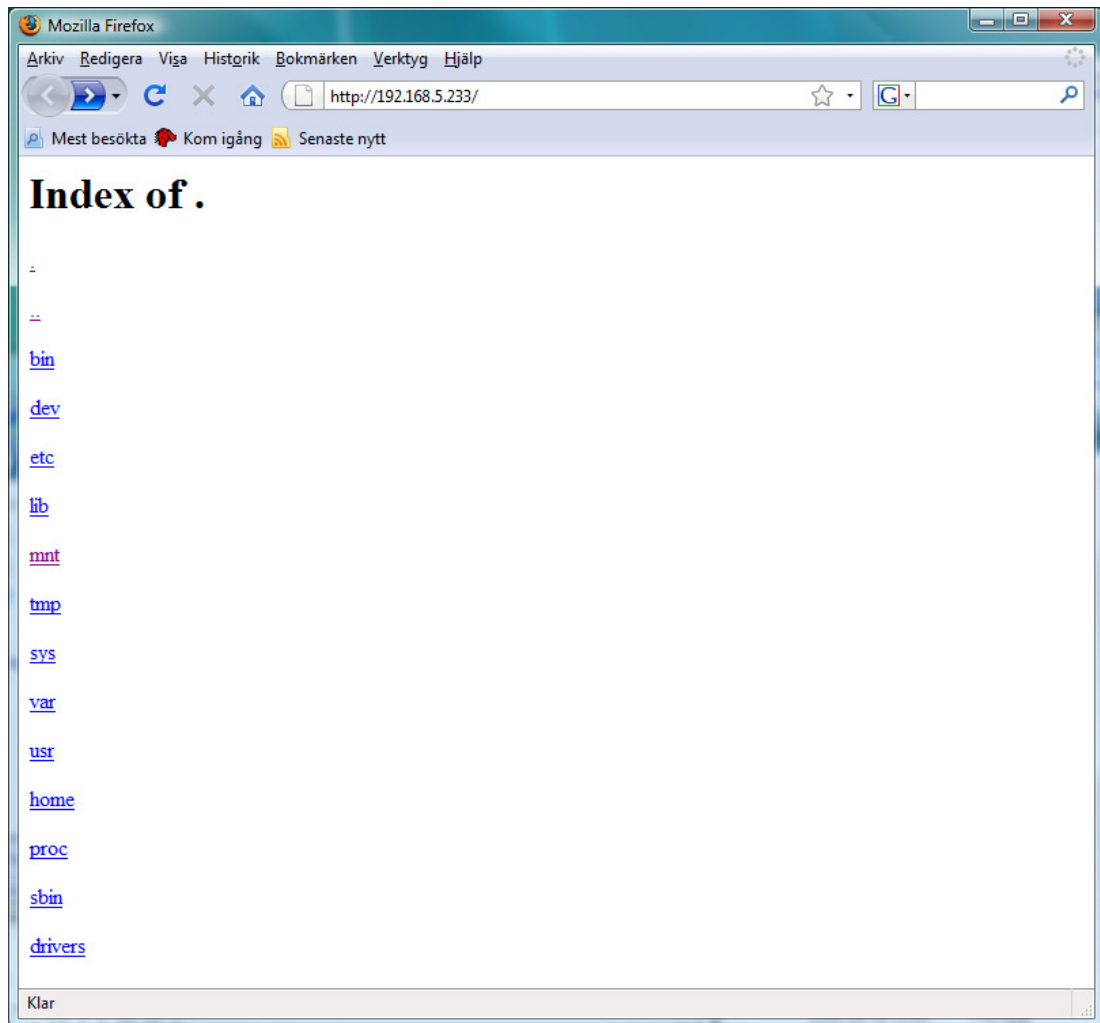 Mozilla Firefox
Arkiv Redigera Visa Historik Bokmärken Verktyg Hjälp
http://192.168.5.233/
G
Mest besökta Kom igång Senaste nytt
Index of .
.
..
bin
dev
etc
lib
mnt
tmp
sys
var
usr
home
proc
sbin
drivers
Klar